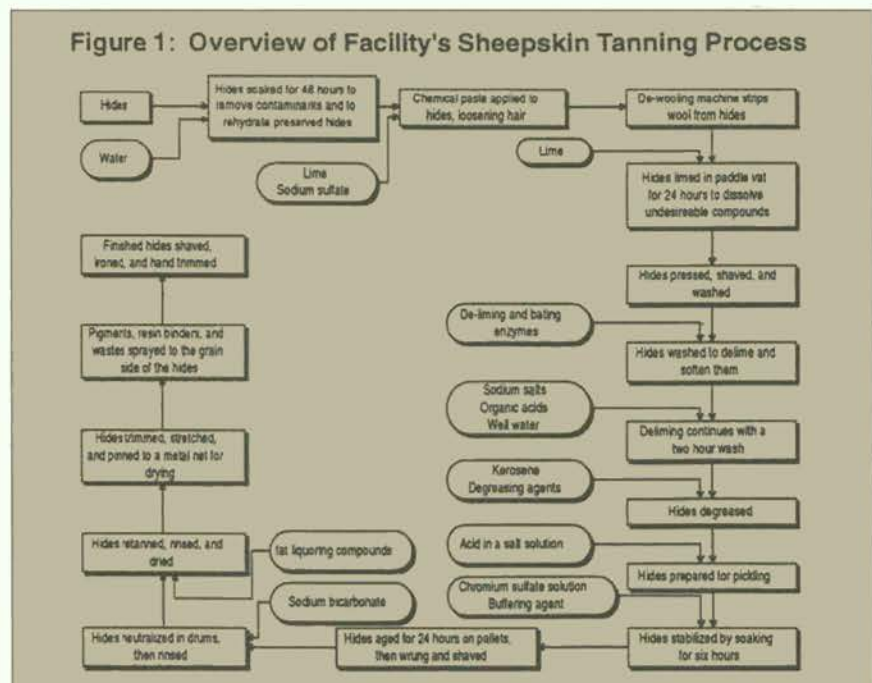 Figure 1: Overview of Facility's Sheepskin Tanning Process
Hides
Water
Hides soaked for 48 hours to
remove contaminants and to
rehydrate preserved hides
Lime
Sodium sulfate
Chemical paste applied to
hides, loosening hair
De-wooling machine strips
wool from hides
Lime
Hides limed in paddle vat
for 24 hours to dissolve
undesireable compounds
Hides pressed, shaved, and
washed
De-liming and bating
enzymes
Hides washed to delime and
soften them
Sodium salts
Organic acids
Well water
Deliming continues with a
two hour wash
Kerosene
Degreasing agents
Hides degreased
Acid in a salt solution
Hides prepared for pickling
Chromium sulfate solution
Buffering agent
Hides stabilized by soaking
for six hours
Hides aged for 24 hours on pallets,
then wrung and shaved
Sodium bicarbonate
Hides neutralized in drums,
then rinsed
fat liquoring compounds
Hides retanned, rinsed, and
dried
Hides trimmed, stretched,
and pinned to a metal net for
drying
Pigments, resin binders, and
wastes sprayed to the grain
side of the hides
Finished hides shaved,
ironed, and hand trimmed